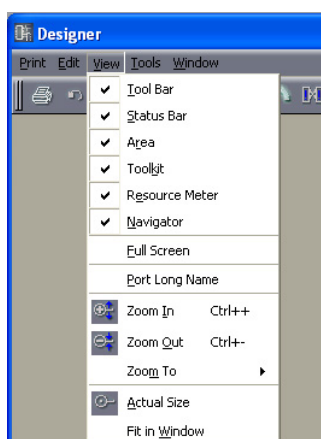 Designer
Print Edit View Tools Window
Tool Bar
Status Bar
Area
Toolkit
Resource Meter
Navigator
Full Screen
Port Long Name
Zoom In Ctrl++
Zoom Out Ctrl+-
Zoom To
Actual Size
Fit in Window